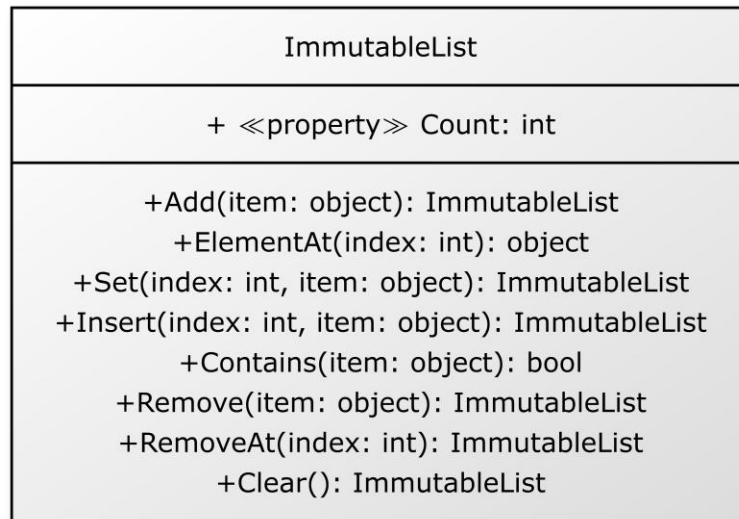 ImmutableList
+ ≪property≫ Count: int
+Add(item: object): ImmutableList
+ElementAt(index: int): object
+Set(index: int, item: object): ImmutableList
+Insert(index: int, item: object): ImmutableList
+Contains(item: object): bool
+Remove(item: object): ImmutableList
+RemoveAt(index: int): ImmutableList
+Clear(): ImmutableList